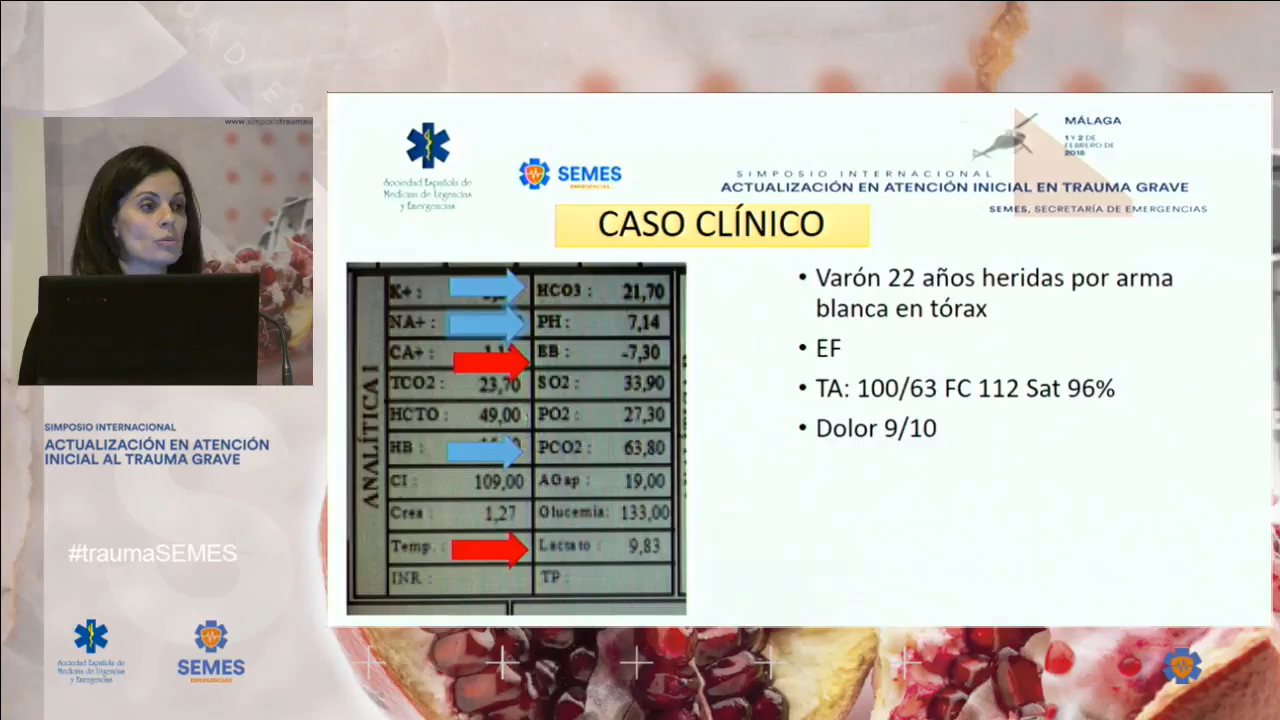 www.simposiotraumasu
SIMPOSIO INTERNACIONAL
ACTUALIZACIÓN EN ATENCIÓN
INICIAL AL TRAUMA GRAVE
#traumaSEMES
Sociedad Española de
Medicina de Urgencias
y Emergencias
SEMES
EMERGENCIAS
Sociedad Española de
Medicina de Urgencias
y Emergencias
SEMES
EMERGENCIAS
MÁLAGA
1 Y 2 DE
FEBRERO DE
2018
SIMPOSIO INTERNACIONAL
ACTUALIZACIÓN EN ATENCIÓN INICIAL EN TRAUMA GRAVE
SEMES, SECRETARÍA DE EMERGENCIAS
CASO CLÍNICO
ANALÍTICA I
K+ : HCO3 : 21,70
NA+ : PH : 7,14
CA+ : EB : -7,30
TCO2 : 23,70 SO2 : 33,90
HCTO : 49,00 PO2 : 27,30
HB : PCO2 : 63,80
Cl : 109,00 AGap : 19,00
Crea : 1,27 Glucemia: 133,00
Temp. : Lactato : 9,83
INR : TP :
• Varón 22 años heridas por arma
blanca en tórax
• EF
• TA: 100/63 FC 112 Sat 96%
• Dolor 9/10